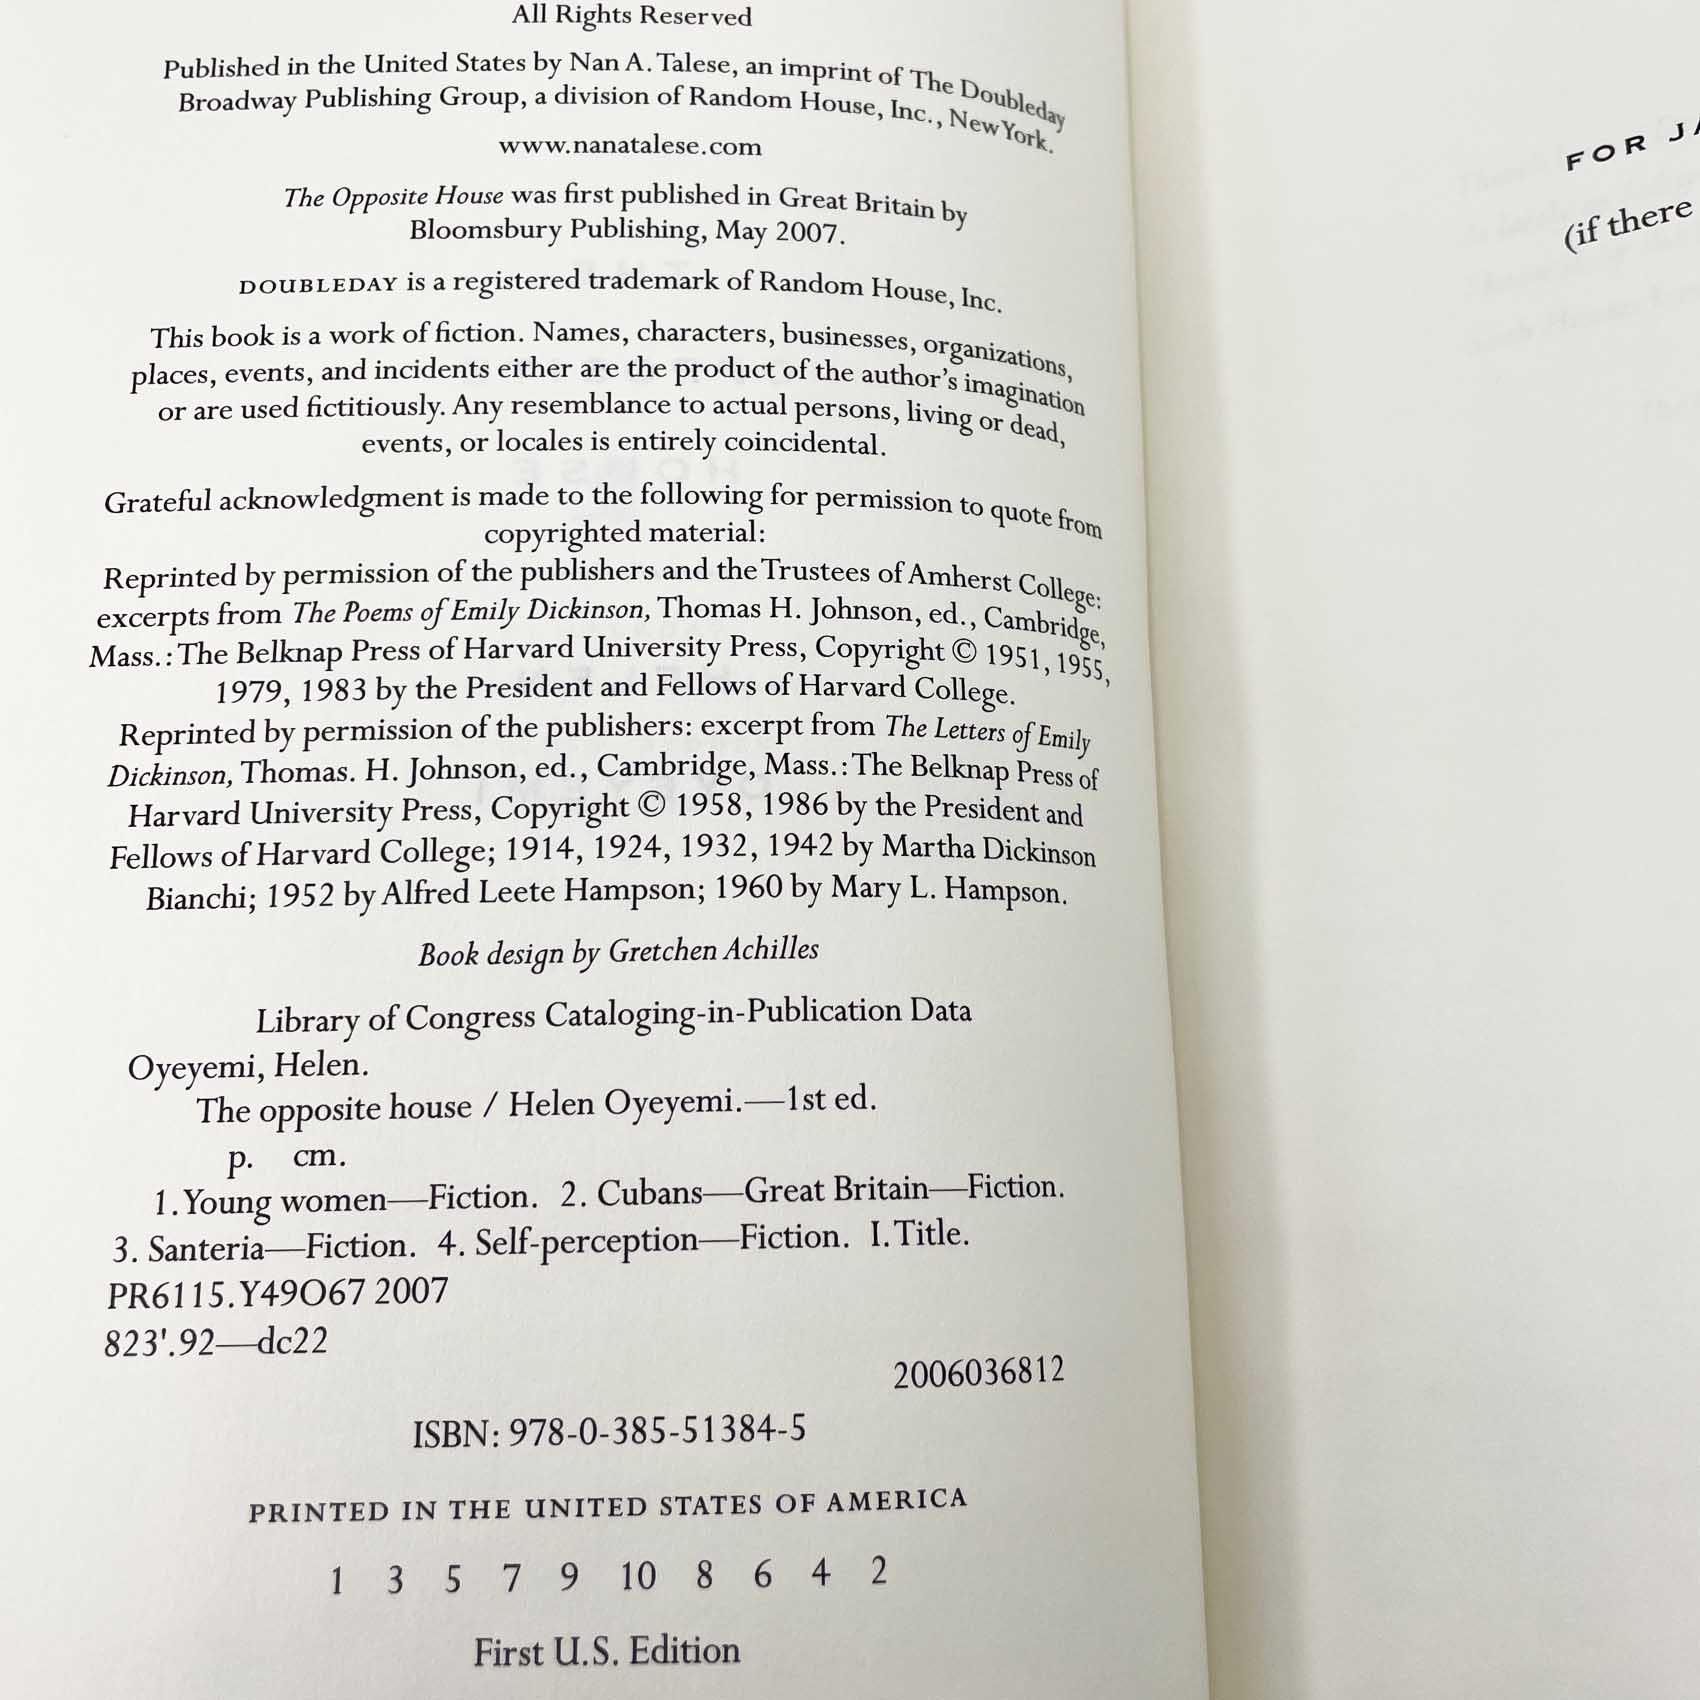 All Rights Reserved
Published in the United States by Nan A. Talese, an imprint of The Doubleday
Broadway Publishing Group, a division of Random House, Inc., New York.
www.nanatalese.com
The Opposite House was first published in Great Britain by
Bloomsbury Publishing, May 2007.
DOUBLEDAY is a registered trademark of Random House, Inc.
This book is a work of fiction. Names, characters, businesses, organizations,
places, events, and incidents either are the product of the author's imagination
or are used fictitiously. Any resemblance to actual persons, living or dead,
events, or locales is entirely coincidental.
Grateful acknowledgment is made to the following for permission to quote from
copyrighted material:
Reprinted by permission of the publishers and the Trustees of Amherst College:
excerpts from The Poems of Emily Dickinson, Thomas H. Johnson, ed., Cambridge,
Mass.: The Belknap Press of Harvard University Press, Copyright © 1951, 1955,
1979, 1983 by the President and Fellows of Harvard College.
Reprinted by permission of the publishers: excerpt from The Letters of Emily
Dickinson, Thomas. H. Johnson, ed., Cambridge, Mass.: The Belknap Press of
Harvard University Press, Copyright © 1958, 1986 by the President and
Fellows of Harvard College; 1914, 1924, 1932, 1942 by Martha Dickinson
Bianchi; 1952 by Alfred Leete Hampson; 1960 by Mary L. Hampson.
Book design by Gretchen Achilles
Library of Congress Cataloging-in-Publication Data
Oyeyemi, Helen.
The opposite house / Helen Oyeyemi.—1st ed.
p. cm.
1. Young women—Fiction. 2. Cubans—Great Britain—Fiction.
3. Santeria—Fiction. 4. Self-perception—Fiction. I. Title.
PR6115.Y49O67 2007
823'.92—dc22
2006036812
ISBN: 978-0-385-51384-5
PRINTED IN THE UNITED STATES OF AMERICA
1 3 5 7 9 10 8 6 4 2
First U.S. Edition
FOR JA
(if there